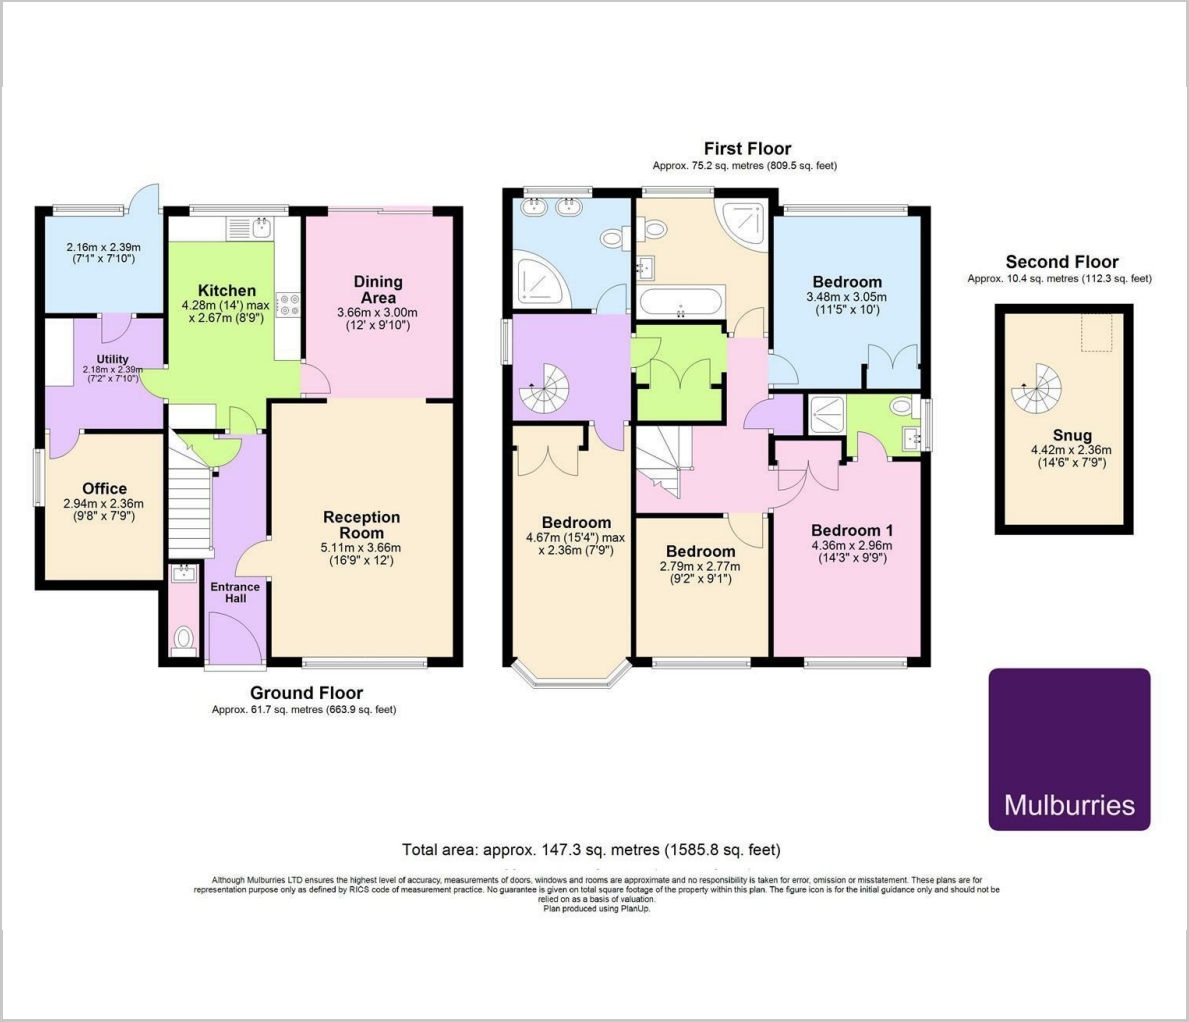 First Floor
Approx. 75.2 sq. metres (809.5 sq. feet)
2.16m x 2.39m
(7'1" x 7'10")
Kitchen
4.28m (14') max
x 2.67m (8'9")
Dining
Area
3.66m x 3.00m
(12' x 9'10")
Utility
2.18m x 2.39m
(7'2" x 7'10")
Office
2.94m x 2.36m
(9'8" x 7'9")
Reception
Room
5.11m x 3.66m
(16'9" x 12')
Entrance
Hall
Ground Floor
Approx. 61.7 sq. metres (663.9 sq. feet)
Bedroom
3.48m x 3.05m
(11'5" x 10')
Bedroom
4.67m (15'4") max
x 2.36m (7'9")
Bedroom
2.79m x 2.77m
(9'2" x 9'1")
Bedroom 1
4.36m x 2.96m
(14'3" x 9'9")
Second Floor
Approx. 10.4 sq. metres (112.3 sq. feet)
Snug
4.42m x 2.36m
(14'6" x 7'9")
Mulburries
Total area: approx. 147.3 sq. metres (1585.8 sq. feet)
Although Mulburries LTD ensures the highest level of accuracy, measurements of doors, windows and rooms are approximate and no responsibility is taken for error, omission or misstatement. These plans are for
representation purpose only as defined by RICS code of measurement practice. No guarantee is given on total square footage of the property within this plan. The figure icon is for the initial guidance only and should not be
relied on as a basis of valuation.
Plan produced using PlanUp.